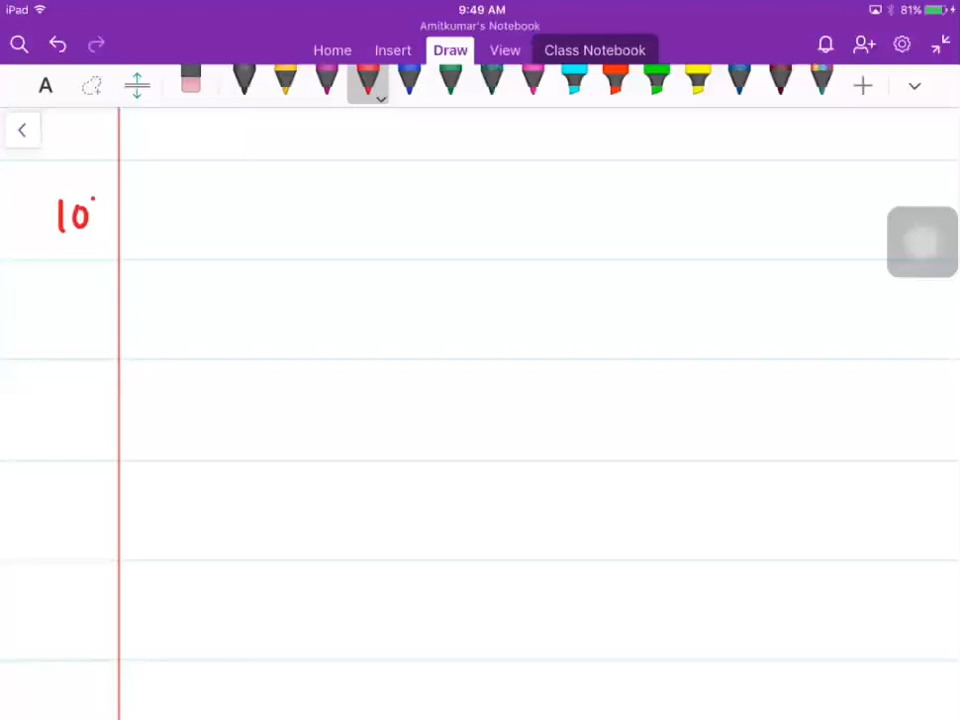 iPad 9:49 AM 81%
Amitkumar's Notebook
Home Insert Draw View Class Notebook
A
10